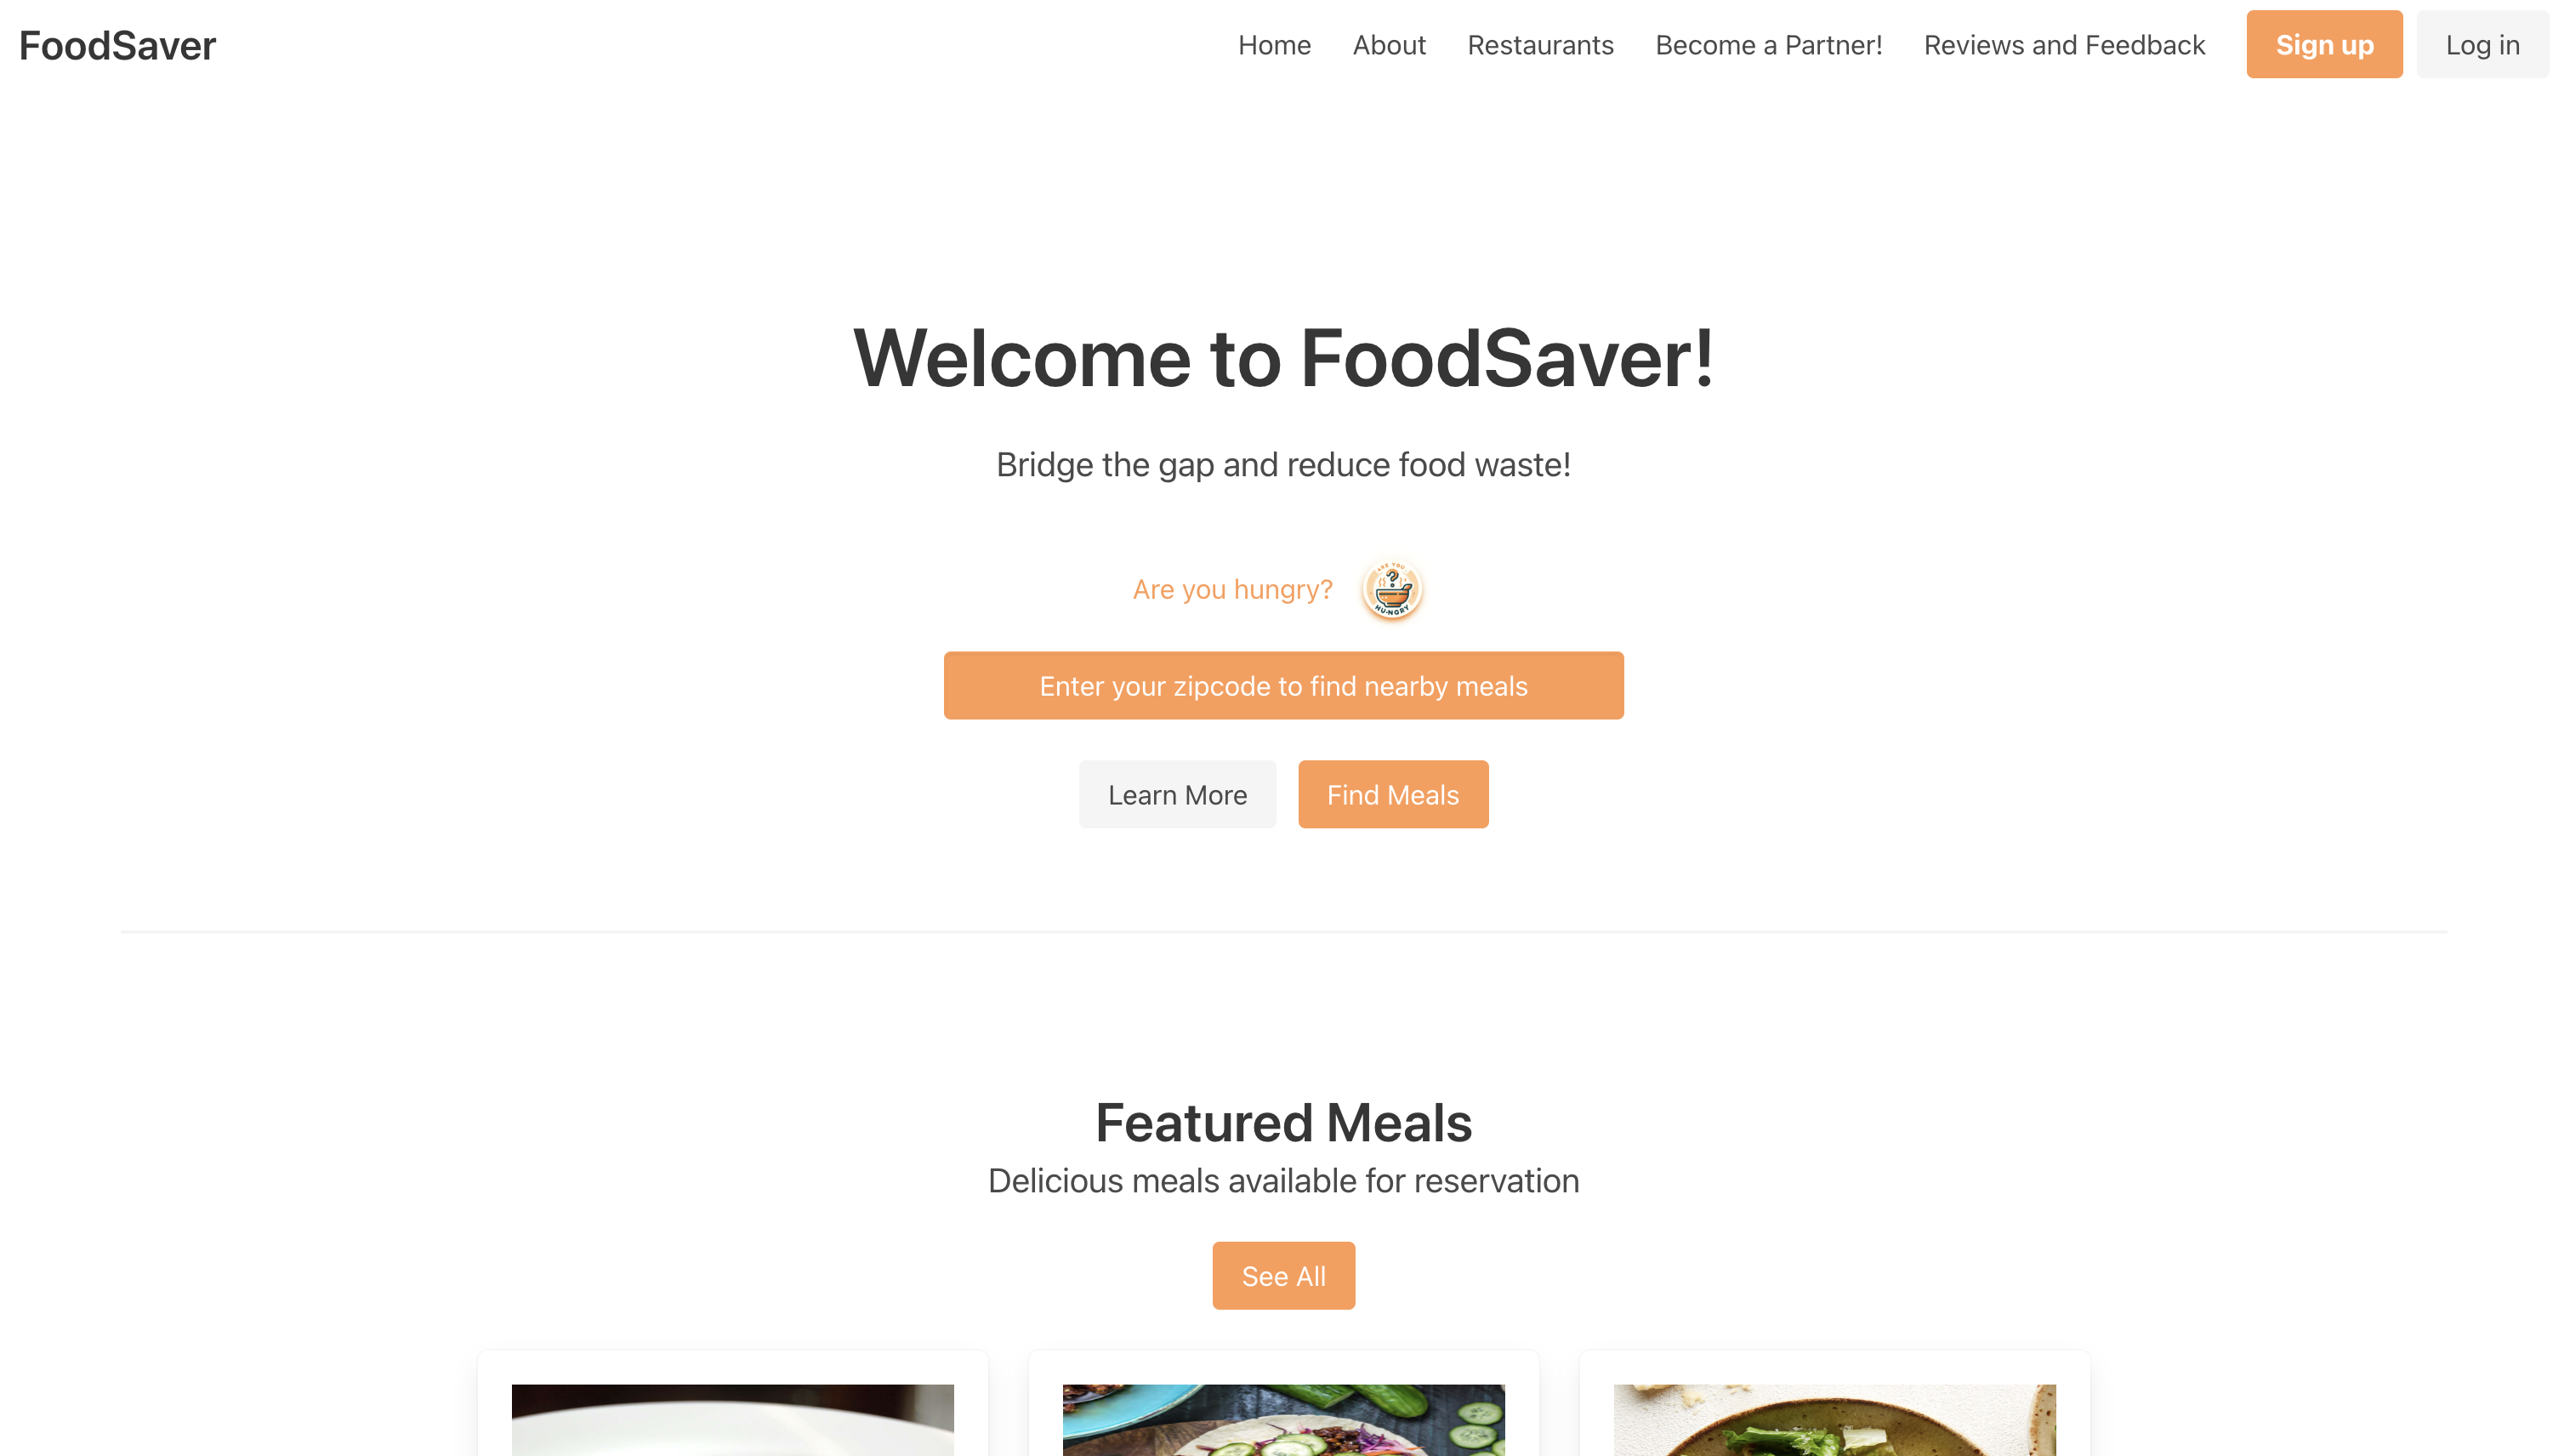 FoodSaver
Home About Restaurants Become a Partner! Reviews and Feedback Sign up Log in
Welcome to FoodSaver!
Bridge the gap and reduce food waste!
Are you hungry?
ARE YOU
?
HUNGRY
Enter your zipcode to find nearby meals
Learn More Find Meals
Featured Meals
Delicious meals available for reservation
See All